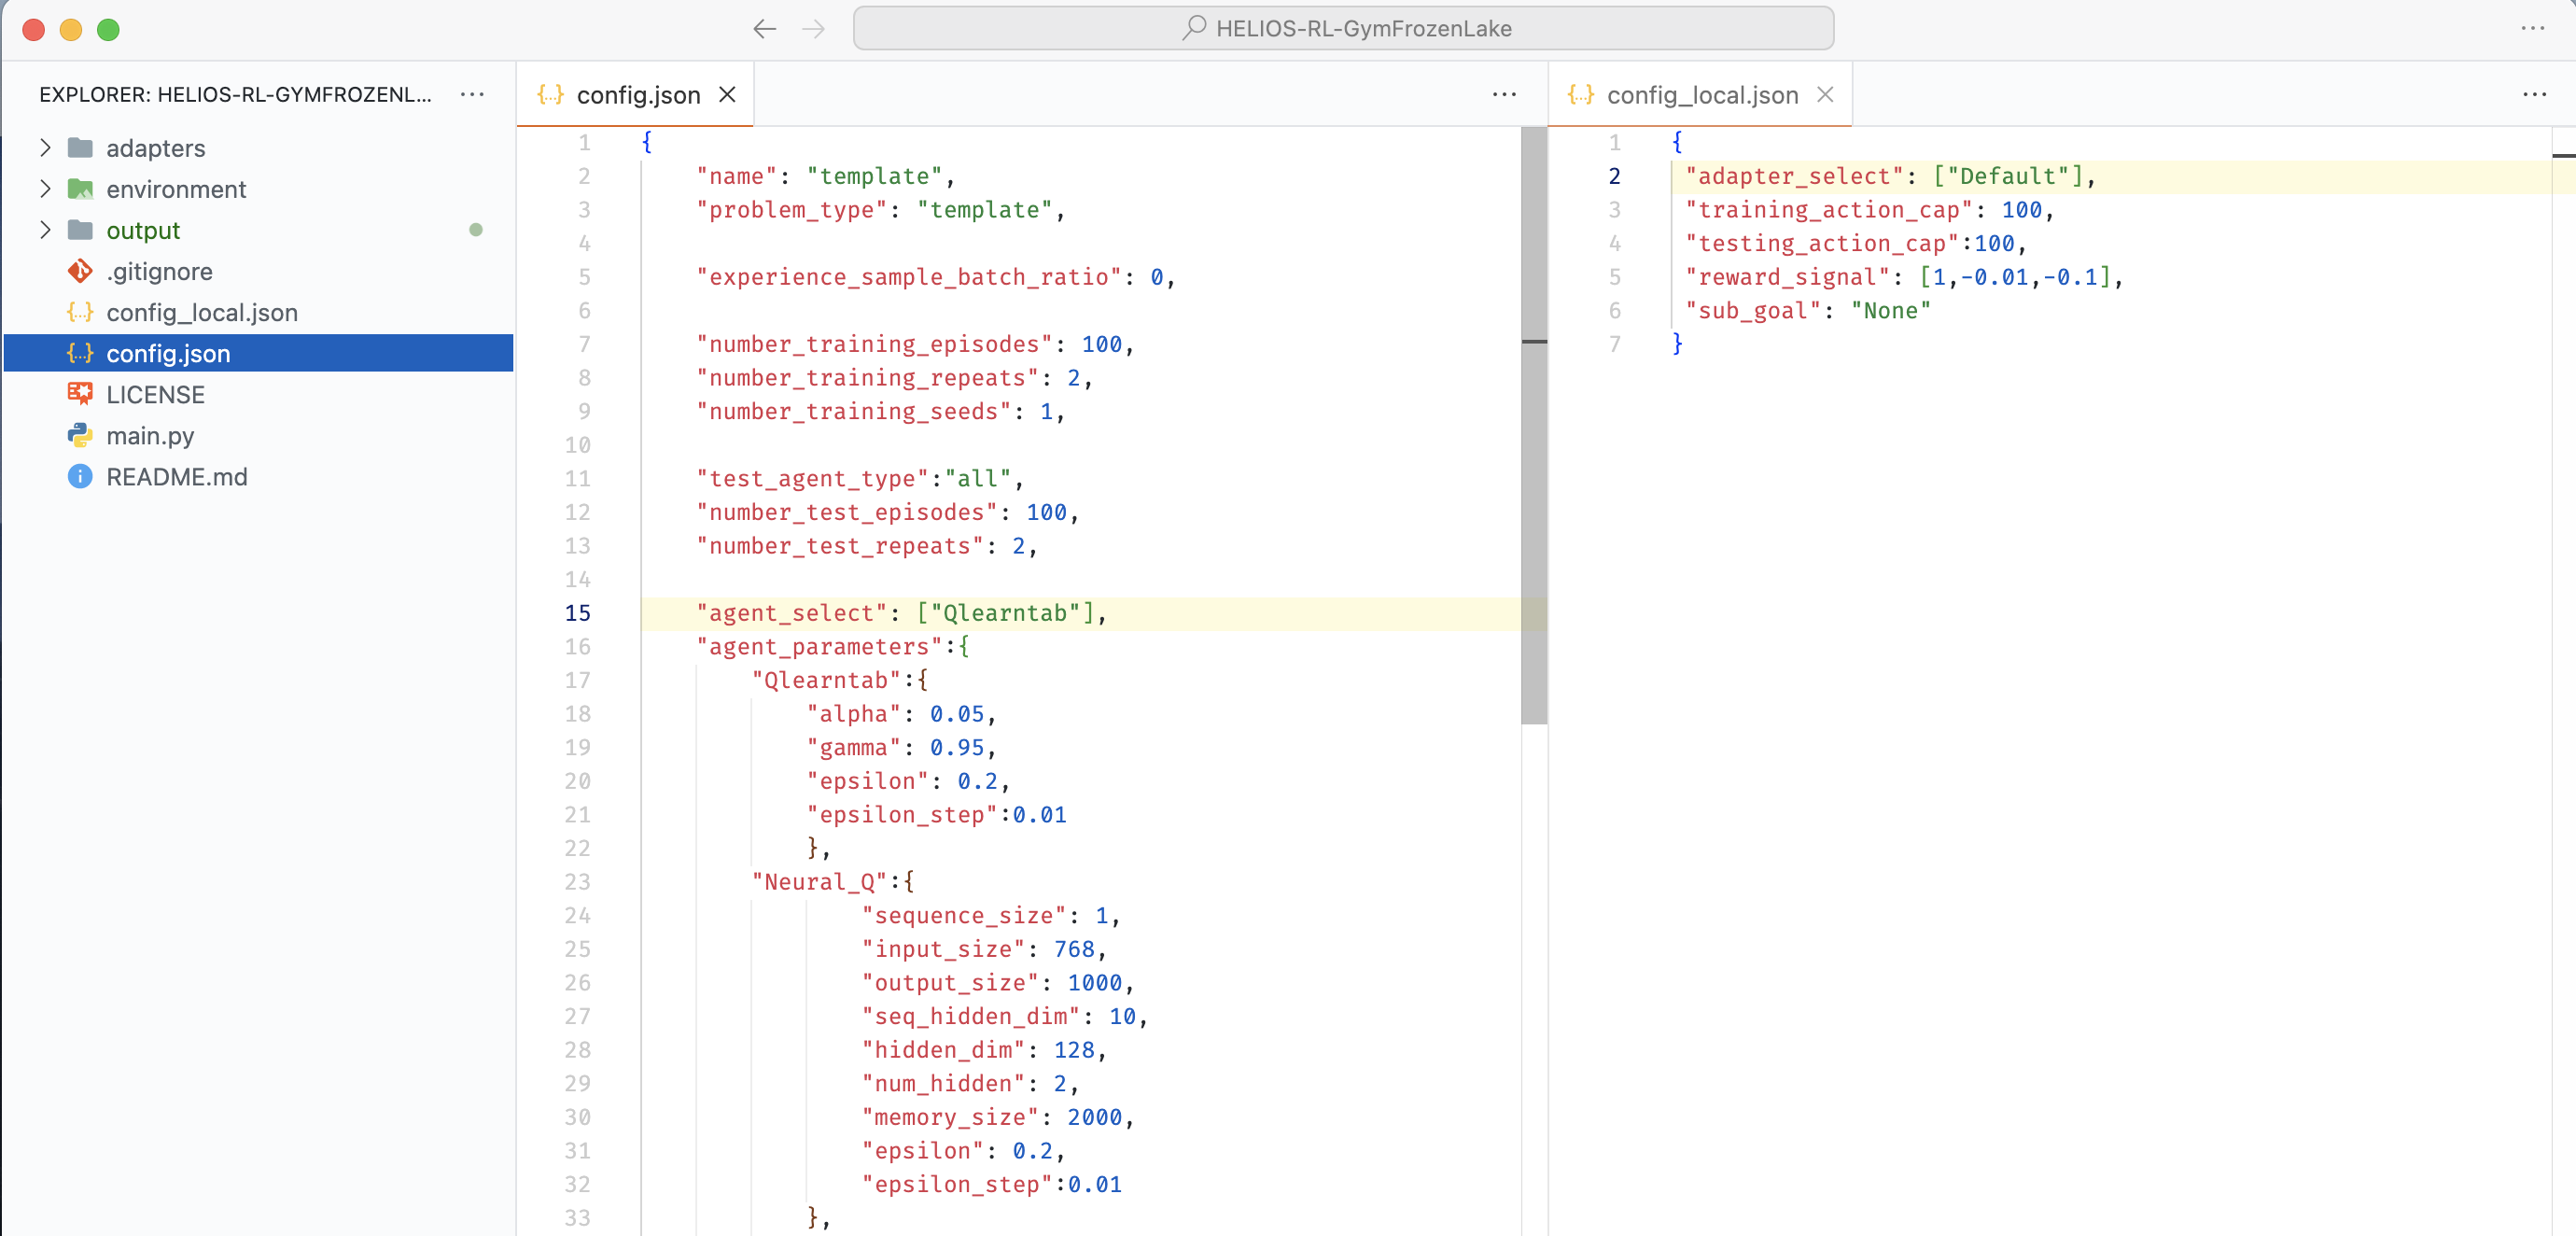 HELIOS-RL-GymFrozenLake
EXPLORER: HELIOS-RL-GYMFROZENL...
adapters
environment
output
.gitignore
config_local.json
config.json
LICENSE
main.py
README.md
config.json
1 {
2 "name": "template",
3 "problem_type": "template",
4
5 "experience_sample_batch_ratio": 0,
6
7 "number_training_episodes": 100,
8 "number_training_repeats": 2,
9 "number_training_seeds": 1,
10
11 "test_agent_type":"all",
12 "number_test_episodes": 100,
13 "number_test_repeats": 2,
14
15 "agent_select": ["Qlearntab"],
16 "agent_parameters":{
17 "Qlearntab":{
18 "alpha": 0.05,
19 "gamma": 0.95,
20 "epsilon": 0.2,
21 "epsilon_step":0.01
22 },
23 "Neural_Q":{
24 "sequence_size": 1,
25 "input_size": 768,
26 "output_size": 1000,
27 "seq_hidden_dim": 10,
28 "hidden_dim": 128,
29 "num_hidden": 2,
30 "memory_size": 2000,
31 "epsilon": 0.2,
32 "epsilon_step":0.01
33 },
config_local.json
1 {
2 "adapter_select": ["Default"],
3 "training_action_cap": 100,
4 "testing_action_cap":100,
5 "reward_signal": [1,-0.01,-0.1],
6 "sub_goal": "None"
7 }